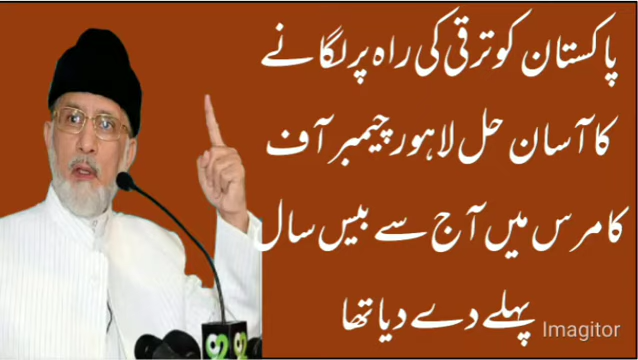 پاکستان کو ترقی کی راہ پر لگانے
کا آسان حل لاہور چیمبر آف
کامرس میں آج سے بیس سال
پہلے دے دیا تھا
Imagitor
92